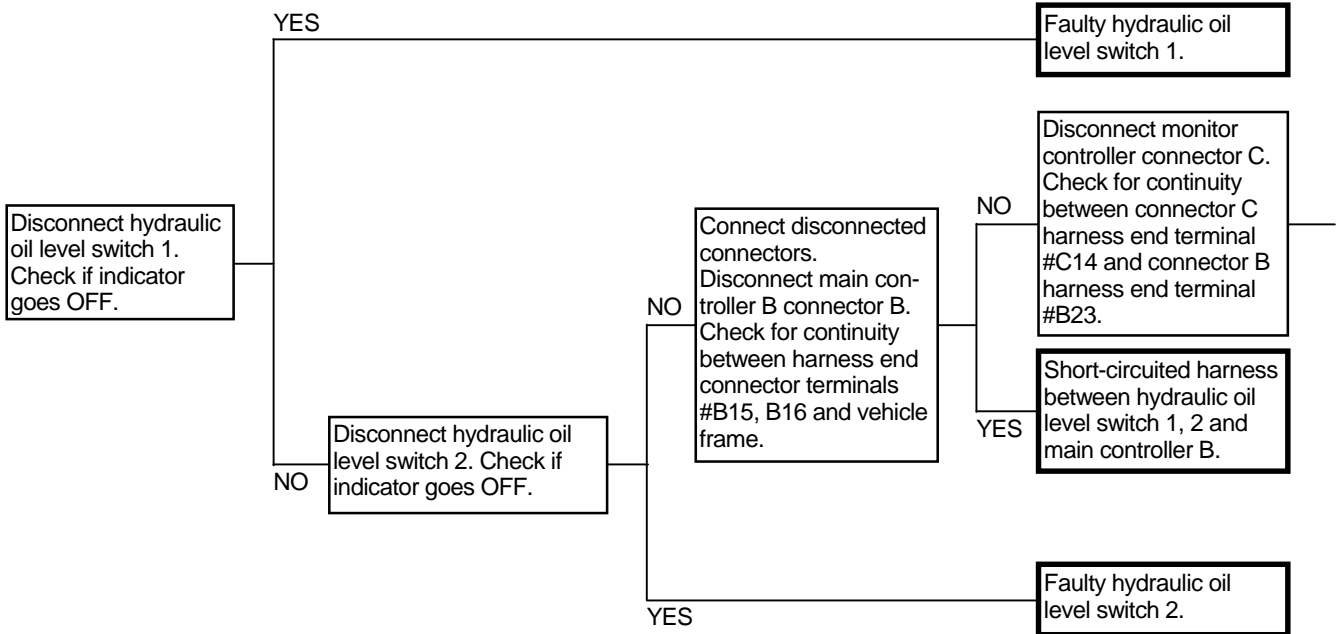 YES
Faulty hydraulic oil
level switch 1.
Disconnect hydraulic
oil level switch 1.
Check if indicator
goes OFF.
NO
Disconnect hydraulic oil
level switch 2. Check if
indicator goes OFF.
NO
Connect disconnected
connectors.
Disconnect main con-
troller B connector B.
Check for continuity
between harness end
connector terminals
#B15, B16 and vehicle
frame.
NO
Disconnect monitor
controller connector C.
Check for continuity
between connector C
harness end terminal
#C14 and connector B
harness end terminal
#B23.
YES
Short-circuited harness
between hydraulic oil
level switch 1, 2 and
main controller B.
YES
Faulty hydraulic oil
level switch 2.